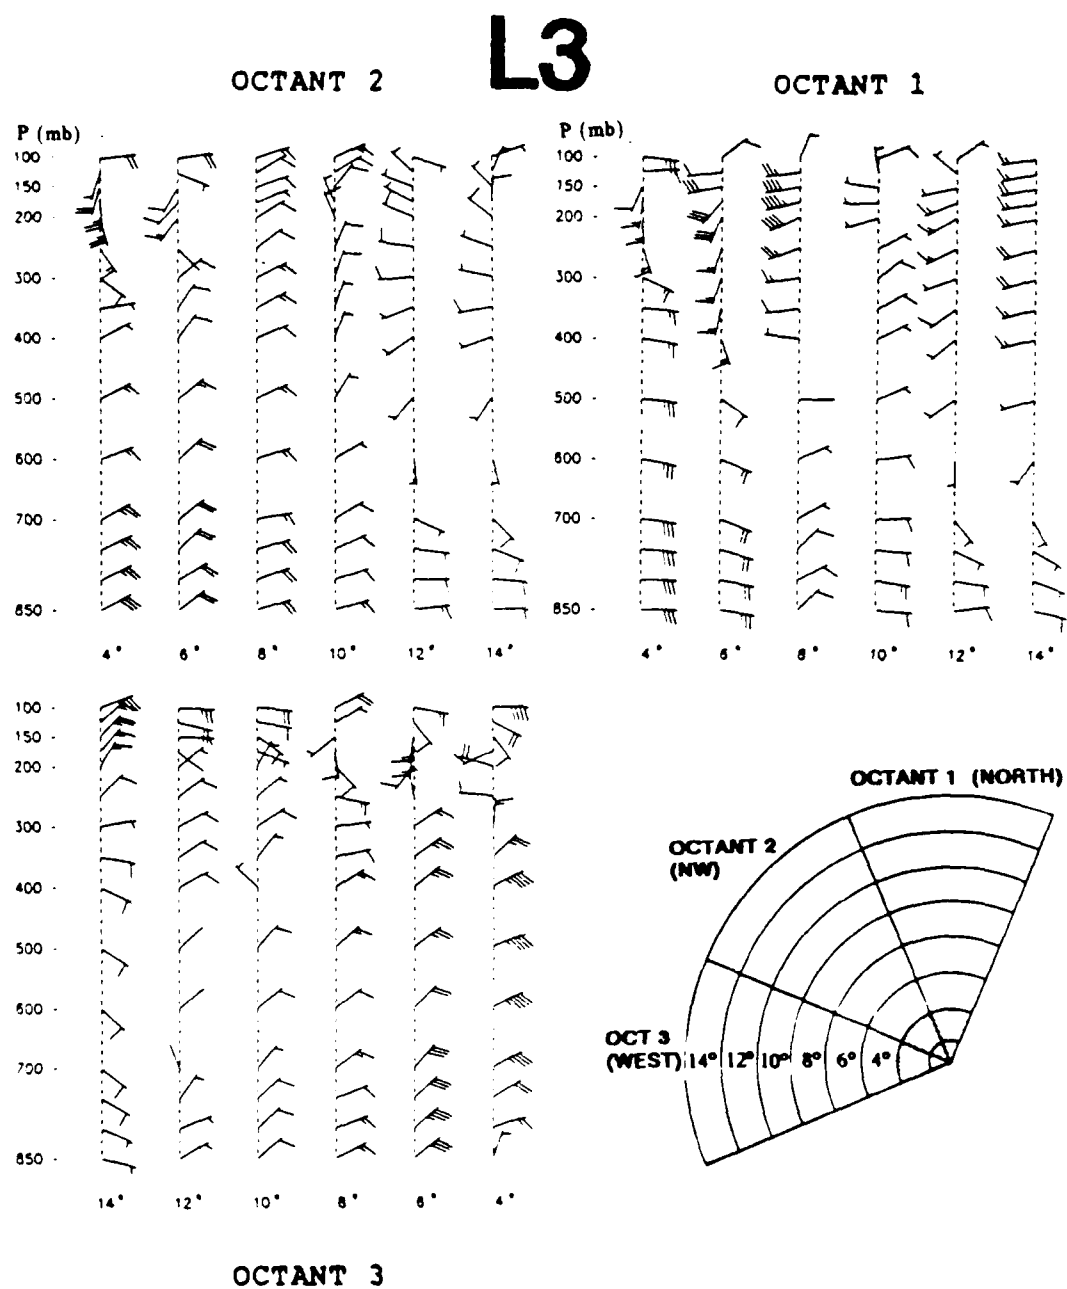 L3
OCTANT 2
OCTANT 1
P (mb)
100
150
200
300
400
500
600
700
850
4° 6° 8° 10° 12° 14°
P (mb)
100
150
200
300
400
500
600
700
850
4° 6° 8° 10° 12° 14°
100
150
200
300
400
500
600
700
850
14° 12° 10° 8° 6° 4°
OCTANT 3
OCTANT 1 (NORTH)
OCTANT 2
(NW)
OCT 3
(WEST) 14° 12° 10° 8° 6° 4°